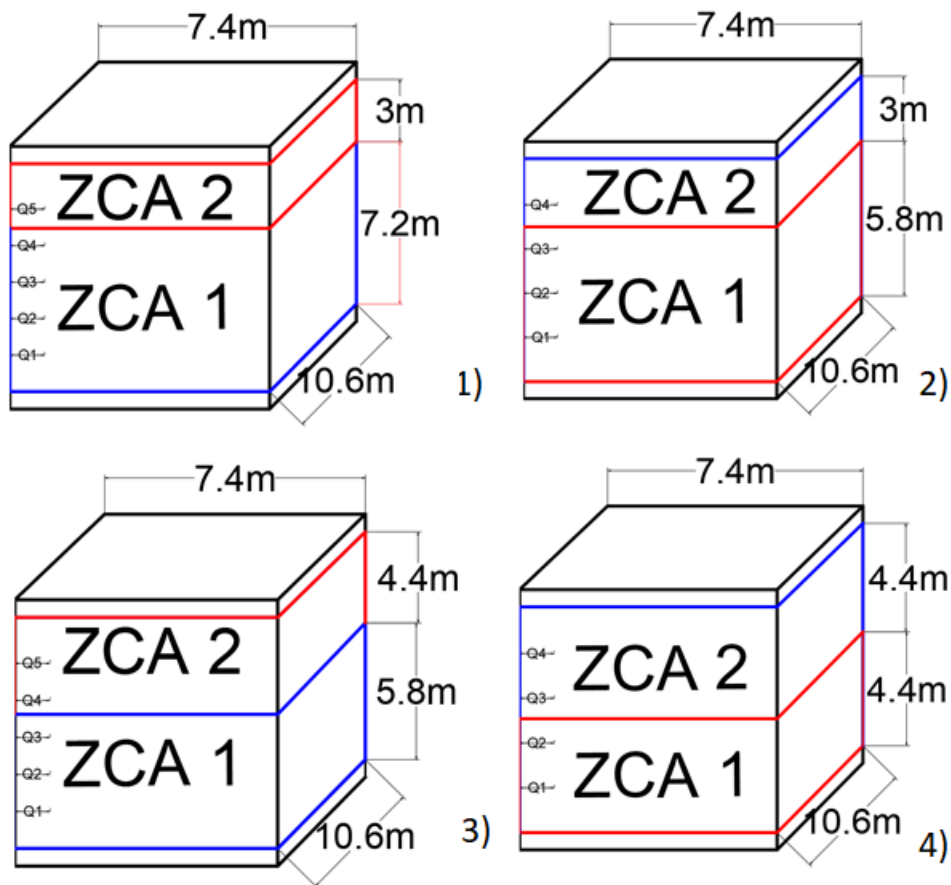 7.4m
3m
ZCA 2
Q5
Q4
7.2m
Q3
ZCA 1
Q2
Q1
10.6m
1)
7.4m
3m
ZCA 2
Q4
5.8m
Q3
ZCA 1
Q2
Q1
10.6m
2)
7.4m
4.4m
ZCA 2
Q5
Q4
5.8m
Q3
ZCA 1
Q2
Q1
10.6m
3)
7.4m
4.4m
ZCA 2
Q4
Q3
4.4m
Q2
ZCA 1
Q1
10.6m
4)